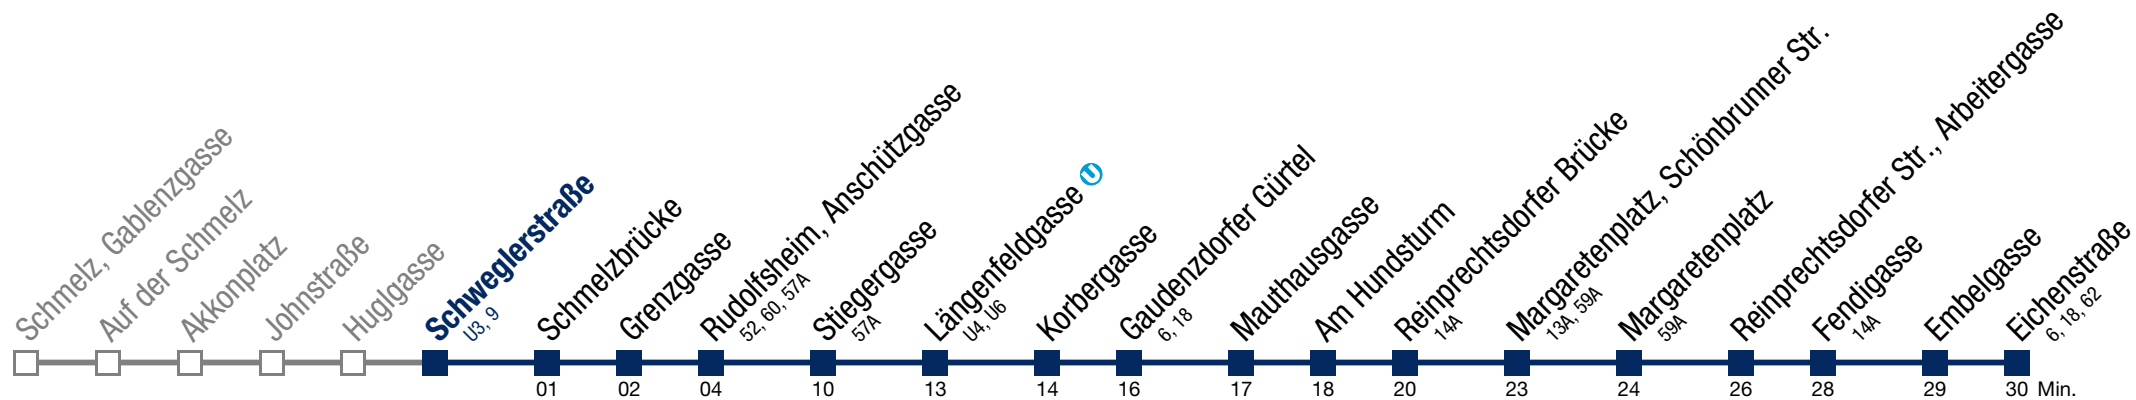 Schmelz, Gablenzgasse
Auf der Schmelz
Akkonplatz
Johnstraße
Huglgasse
Schweglerstraße
U3, 9
Schmelzbrücke
01
Grenzgasse
02
Rudolfsheim, Anschützgasse
52, 60, 57A
04
Stiegergasse
57A
10
Längenfeldgasse
U4, U6
13
Korbergasse
14
Gaudenzdorfer Gürtel
6, 18
16
Mauthausgasse
17
Am Hundsturm
18
Reinprechtsdorfer Brücke
14A
20
Margaretenplatz, Schönbrunner Str.
13A, 59A
23
Margaretenplatz
59A
24
Reinprechtsdorfer Str., Arbeitergasse
26
Fendigasse
14A
28
Embelgasse
29
Eichenstraße
6, 18, 62
30 Min.